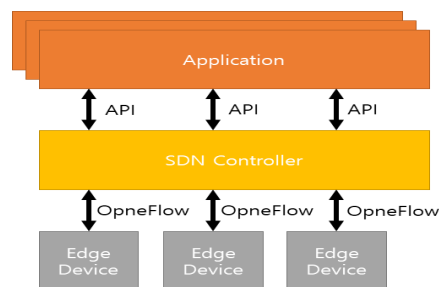 Application
API API API
SDN Controller
OpneFlow OpneFlow OpneFlow
Edge Edge Edge
Device Device Device